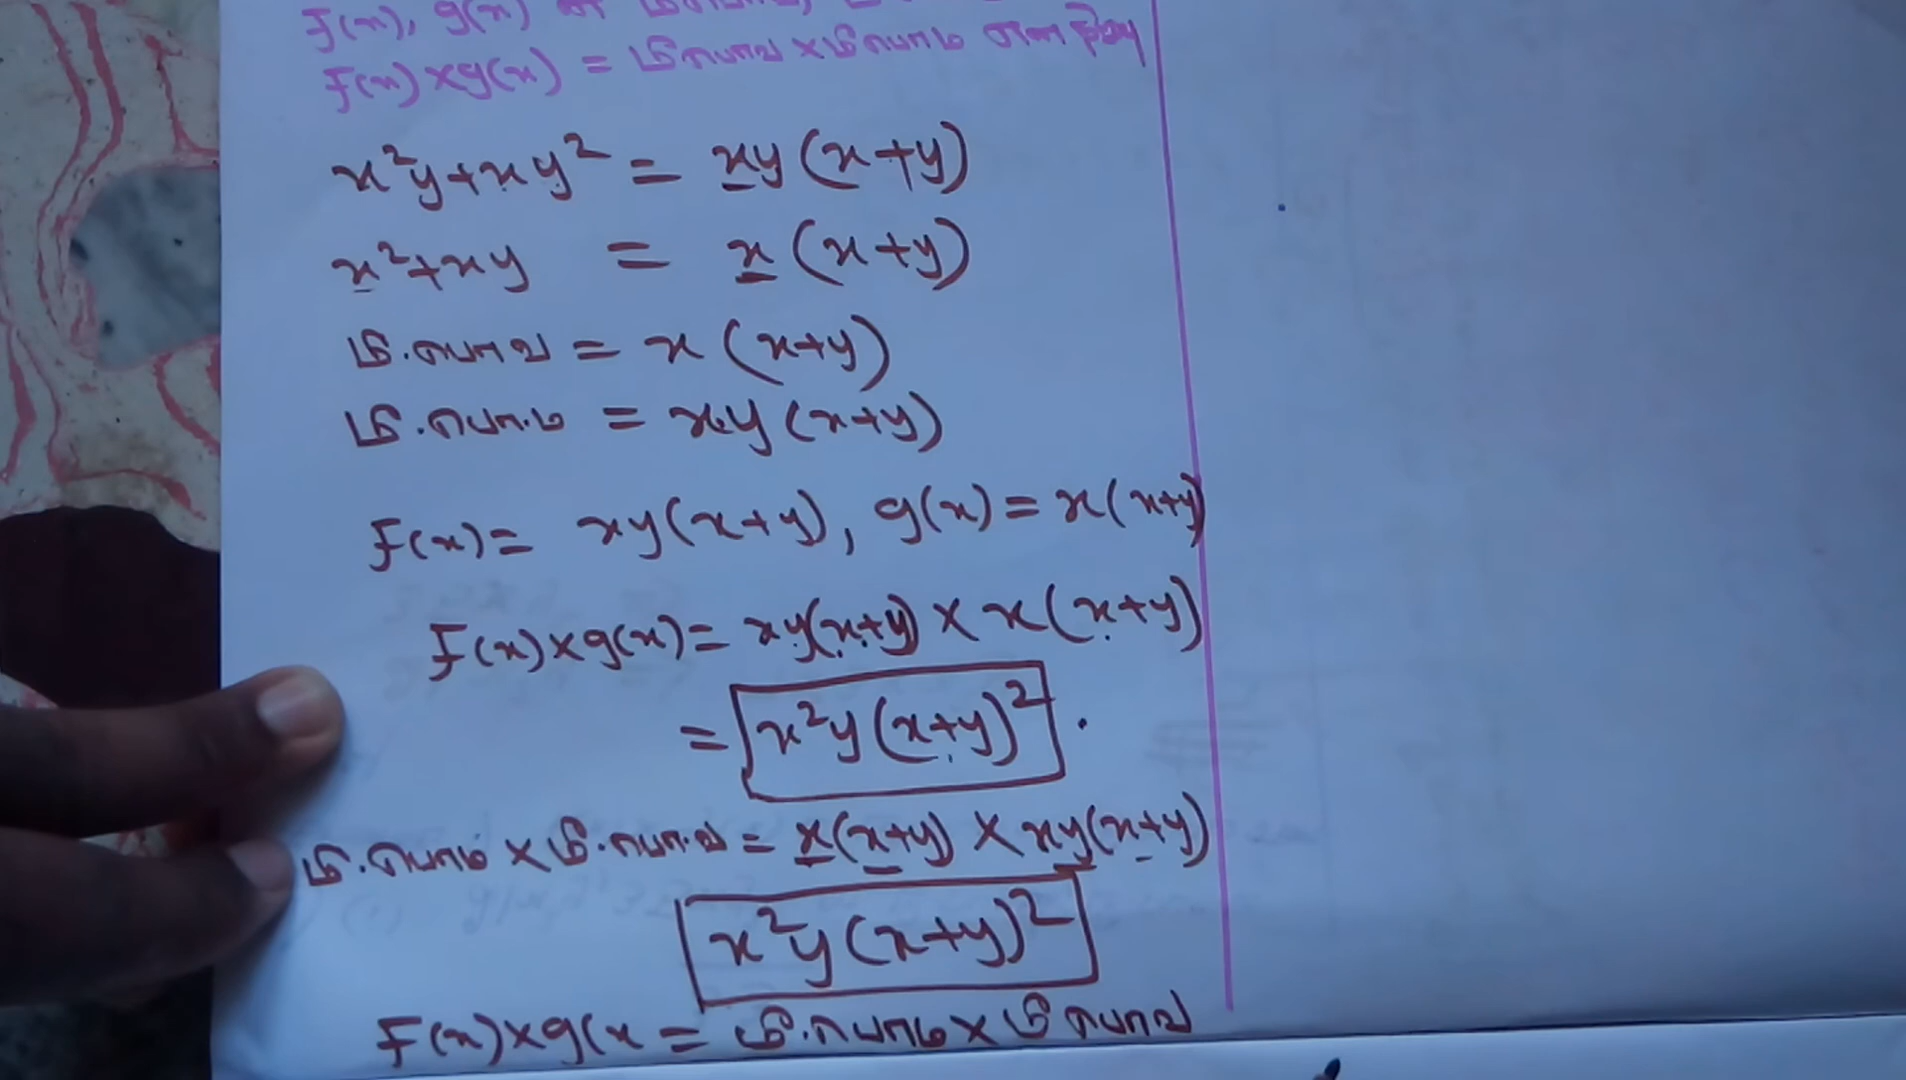 f(x), g(x)
f(x) × g(x) = மீ.பொ.வ × மீ.பொ.ம
x²y + xy² = xy (x+y)
x² + xy = x (x+y)
மீ.பொ.வ = x (x+y)
மீ.பொ.ம = xy (x+y)
f(x) = xy(x+y), g(x) = x(x+y)
f(x) × g(x) = xy(x+y) × x(x+y)
= x²y (x+y)².
மீ.பொ.ம × மீ.பொ.வ = x(x+y) × xy(x+y)
x²y (x+y)²
f(x) × g(x = மீ.பொ.ம × மீ பொ.வ